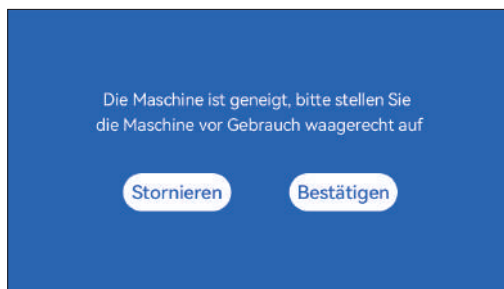 Die Maschine ist geneigt, bitte stellen Sie
die Maschine vor Gebrauch waagerecht auf
Stornieren
Bestätigen